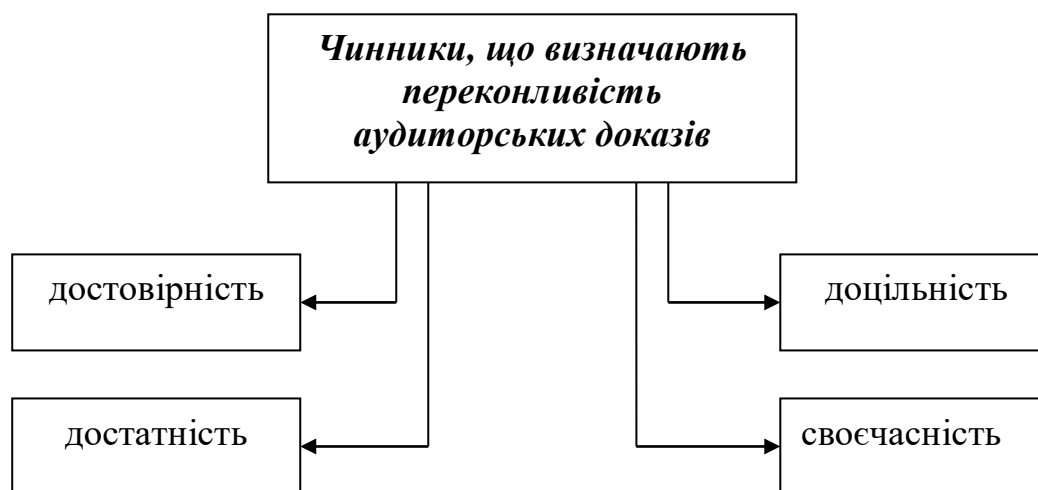 Чинники, що визначають
переконливість
аудиторських доказів
достовірність
доцільність
достатність
своєчасність